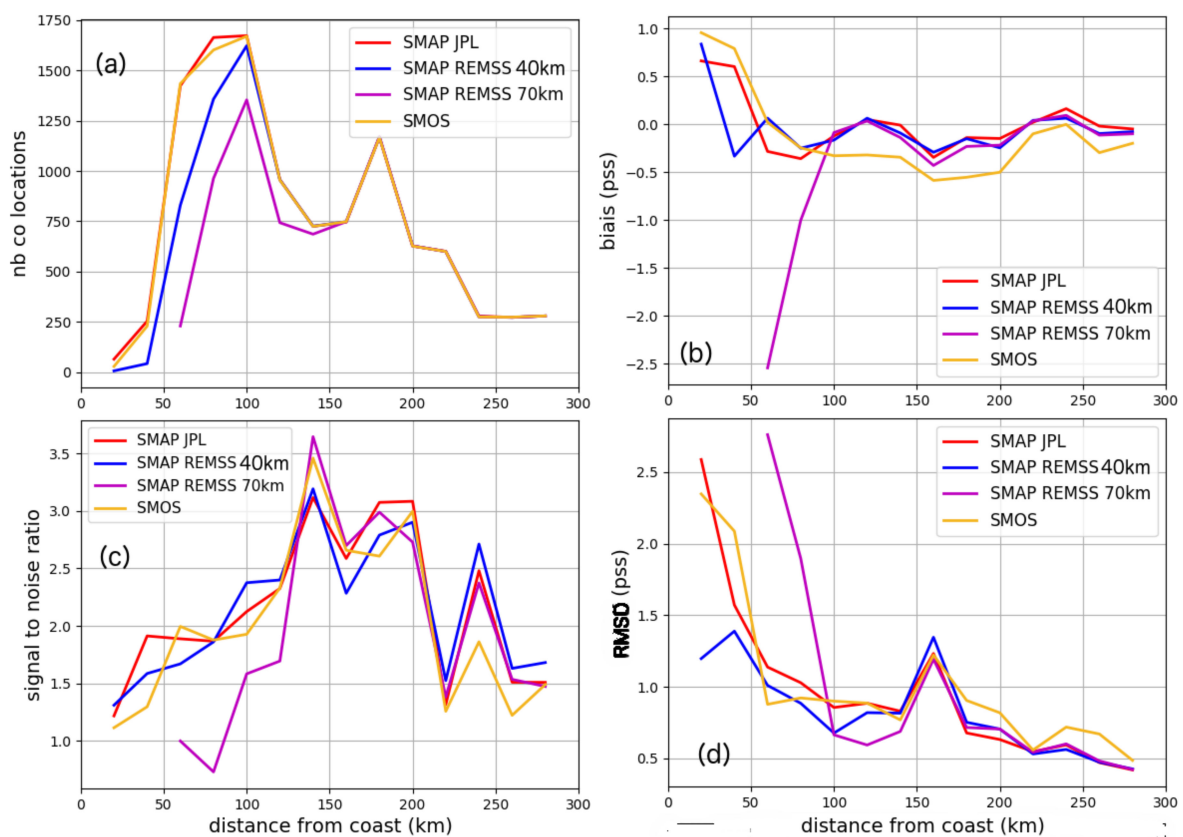 1750
1500
1250
1000
750
500
250
0
nb co locations
(a)
SMAP JPL
SMAP REMSS 40km
SMAP REMSS 70km
SMOS
0 50 100 150 200 250 300
1.0
0.5
0.0
−0.5
−1.0
−1.5
−2.0
−2.5
biais (pss)
(b)
SMAP JPL
SMAP REMSS 40km
SMAP REMSS 70km
SMOS
0 50 100 150 200 250 300
3.5
3.0
2.5
2.0
1.5
1.0
signal to noise ratio
(c)
SMAP JPL
SMAP REMSS 40km
SMAP REMSS 70km
SMOS
0 50 100 150 200 250 300
distance from coast (km)
2.5
2.0
1.5
1.0
0.5
RMSD (pss)
(d)
SMAP JPL
SMAP REMSS 40km
SMAP REMSS 70km
SMOS
0 50 100 150 200 250 300
distance from coast (km)